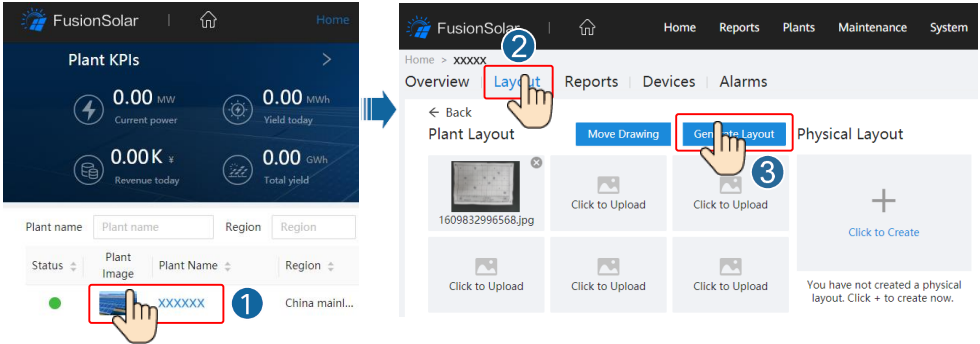 FusionSolar
Home
Plant KPIs
0.00 MW
Current power
0.00 MWh
Yield today
0.00K ¥
Revenue today
0.00 GWh
Total yield
Plant name
Plant name
Region
Region
Status
Plant Image
Plant Name
Region
XXXXXX
1
China mainl...
FusionSolar
Home
Reports
Plants
Maintenance
System
2
Home > xxxxx
Overview
Layout
Reports
Devices
Alarms
← Back
Plant Layout
Move Drawing
Generate Layout
Physical Layout
3
1609832996568.jpg
Click to Upload
Click to Upload
Click to Create
Click to Upload
Click to Upload
Click to Upload
You have not created a physical
layout. Click + to create now.